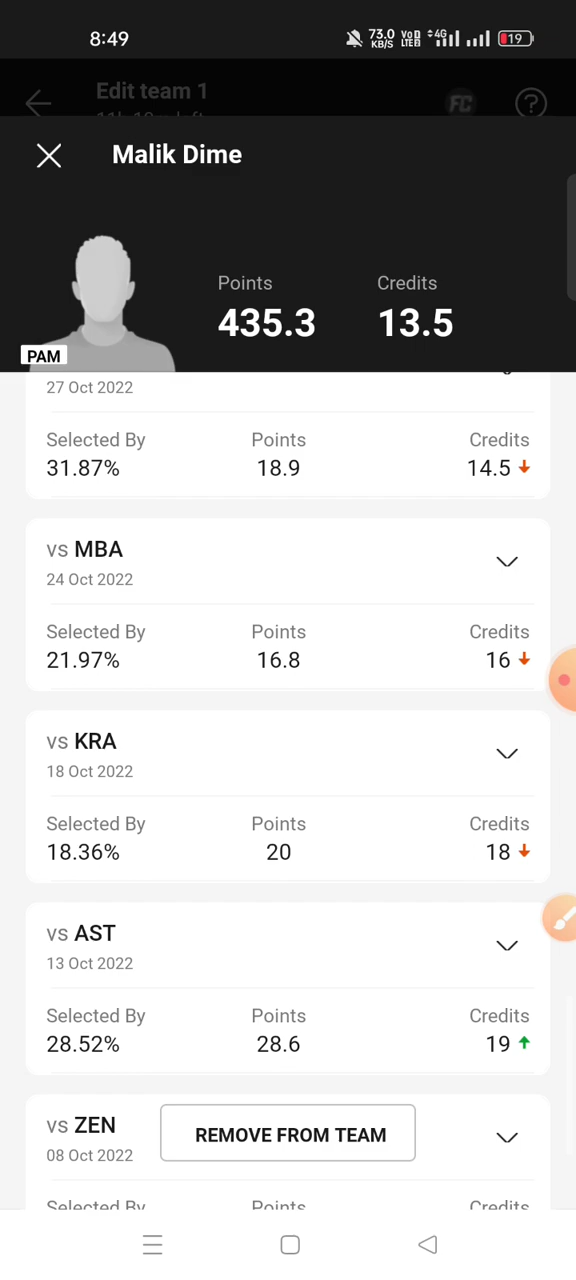 8:49
73.0 KB/S
VoD LTE2
4G
19
Edit team 1
FC
?
Malik Dime
Points
Credits
435.3
13.5
PAM
27 Oct 2022
Selected By
Points
Credits
31.87%
18.9
14.5
vs MBA
24 Oct 2022
Selected By
Points
Credits
21.97%
16.8
16
vs KRA
18 Oct 2022
Selected By
Points
Credits
18.36%
20
18
vs AST
13 Oct 2022
Selected By
Points
Credits
28.52%
28.6
19
vs ZEN
REMOVE FROM TEAM
08 Oct 2022
Selected By
Points
Credits